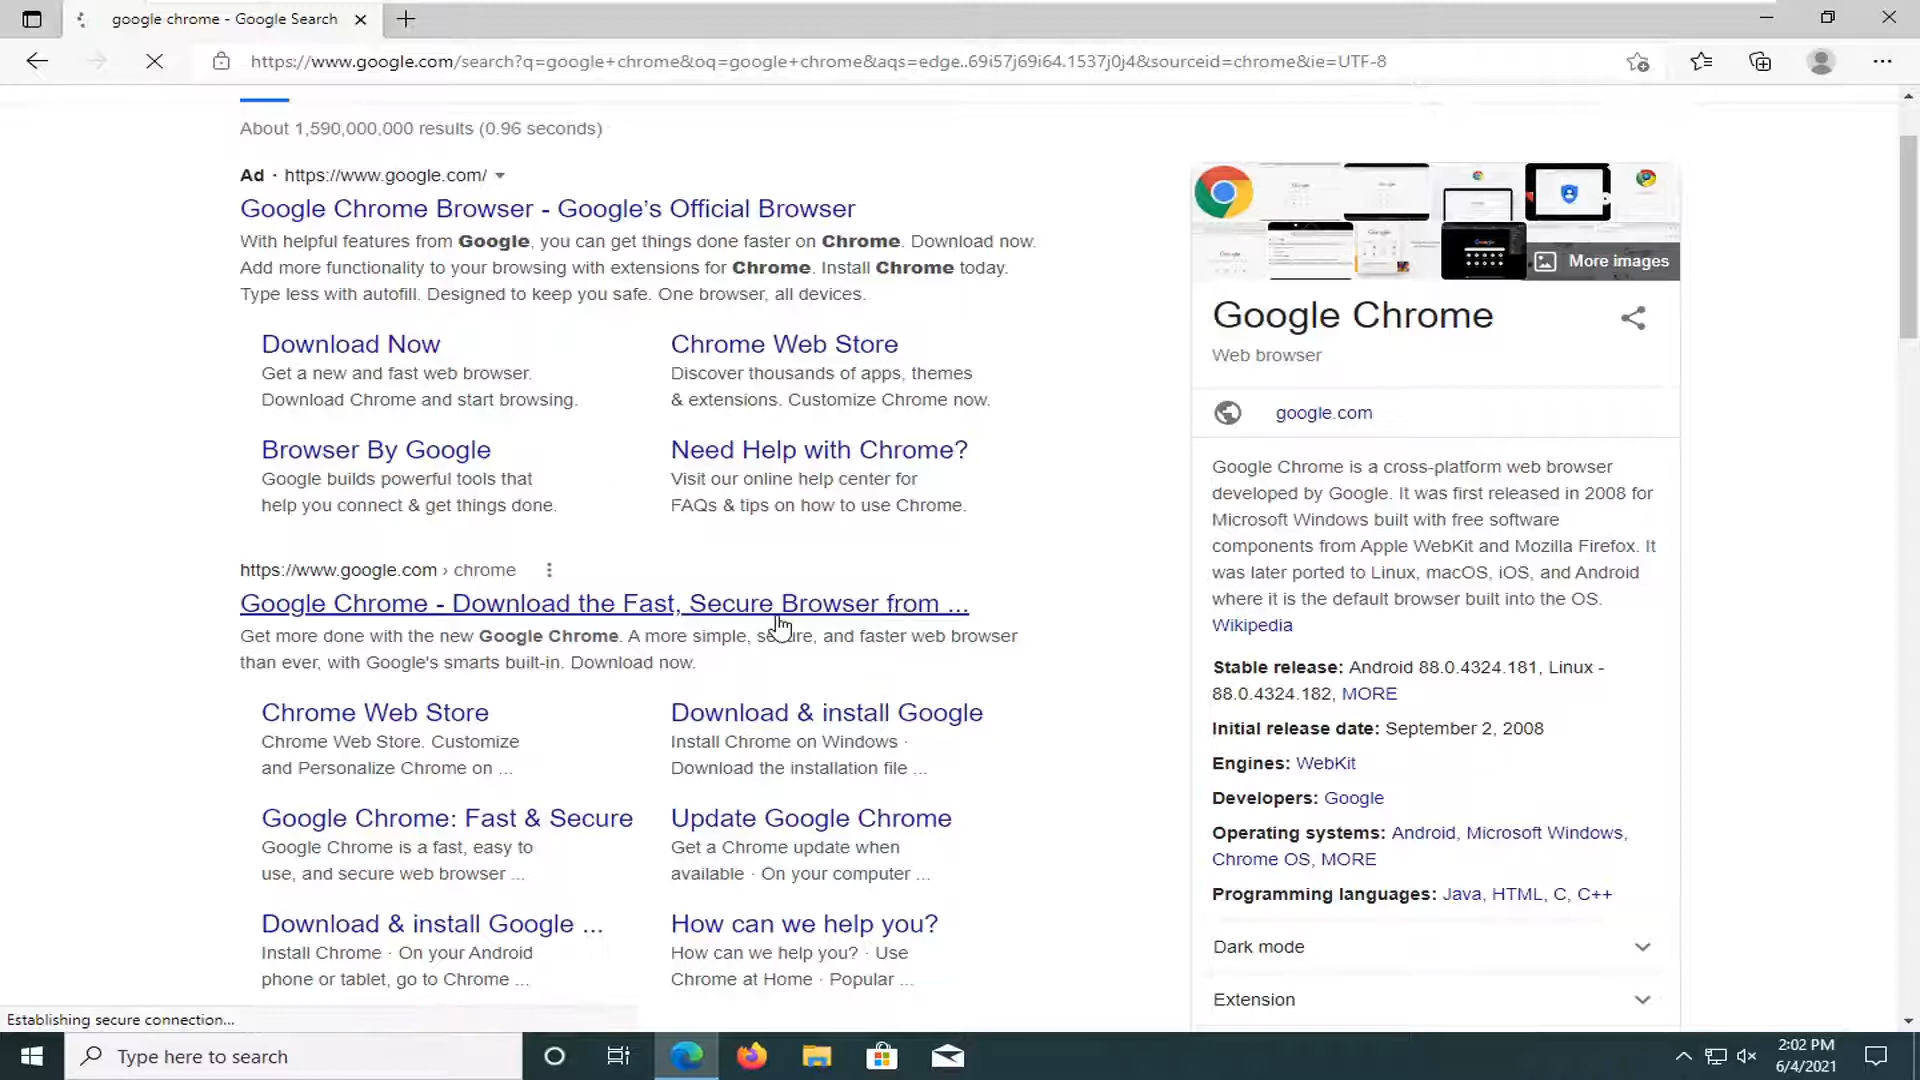 google chrome - Google Search
https://www.google.com/search?q=google+chrome&oq=google+chrome&aqs=edge..69i57j69i64.1537j0j4&sourceid=chrome&ie=UTF-8
About 1,590,000,000 results (0.96 seconds)
Ad · https://www.google.com/
Google Chrome Browser - Google's Official Browser
With helpful features from Google, you can get things done faster on Chrome. Download now.
Add more functionality to your browsing with extensions for Chrome. Install Chrome today.
Type less with autofill. Designed to keep you safe. One browser, all devices.
Download Now
Get a new and fast web browser.
Download Chrome and start browsing.
Chrome Web Store
Discover thousands of apps, themes
& extensions. Customize Chrome now.
Browser By Google
Google builds powerful tools that
help you connect & get things done.
Need Help with Chrome?
Visit our online help center for
FAQs & tips on how to use Chrome.
https://www.google.com › chrome
Google Chrome - Download the Fast, Secure Browser from ...
Get more done with the new Google Chrome. A more simple, secure, and faster web browser
than ever, with Google's smarts built-in. Download now.
Chrome Web Store
Chrome Web Store. Customize
and Personalize Chrome on ...
Download & install Google
Install Chrome on Windows ·
Download the installation file ...
Google Chrome: Fast & Secure
Google Chrome is a fast, easy to
use, and secure web browser ...
Update Google Chrome
Get a Chrome update when
available · On your computer ...
Download & install Google ...
Install Chrome · On your Android
phone or tablet, go to Chrome ...
How can we help you?
How can we help you? · Use
Chrome at Home · Popular ...
More images
Google Chrome
Web browser
google.com
Google Chrome is a cross-platform web browser
developed by Google. It was first released in 2008 for
Microsoft Windows built with free software
components from Apple WebKit and Mozilla Firefox. It
was later ported to Linux, macOS, iOS, and Android
where it is the default browser built into the OS.
Wikipedia
Stable release: Android 88.0.4324.181, Linux -
88.0.4324.182, MORE
Initial release date: September 2, 2008
Engines: WebKit
Developers: Google
Operating systems: Android, Microsoft Windows,
Chrome OS, MORE
Programming languages: Java, HTML, C, C++
Dark mode
Extension
Establishing secure connection...
Type here to search
2:02 PM
6/4/2021